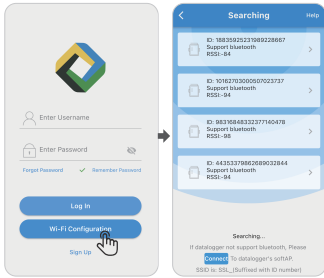 Enter Username
Enter Password
Forgot Password
Remember Password
Log In
Wi-Fi Configuration
Sign Up
Searching
Help
ID: 18835925231989228667
Support bluetooth
RSSI:-84
ID: 10162703000507023737
Support bluetooth
RSSI:-94
ID: 9831684832377140478
Support bluetooth
RSSI:-98
ID: 44353379862689032844
Support bluetooth
RSSI:-94
Searching...
If datalogger not support bluetooth, Please
Connect To datalogger's softAP.
SSID is: SSL_(Suffixed with ID number)